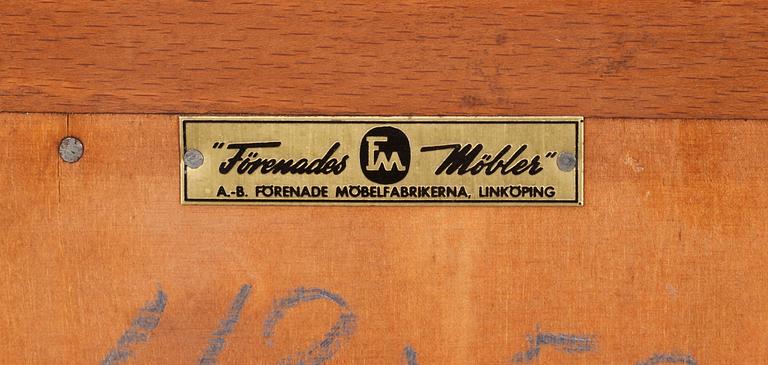 "Förenades FM Möbler"
A.-B. FÖRENADE MÖBELFABRIKERNA, LINKÖPING